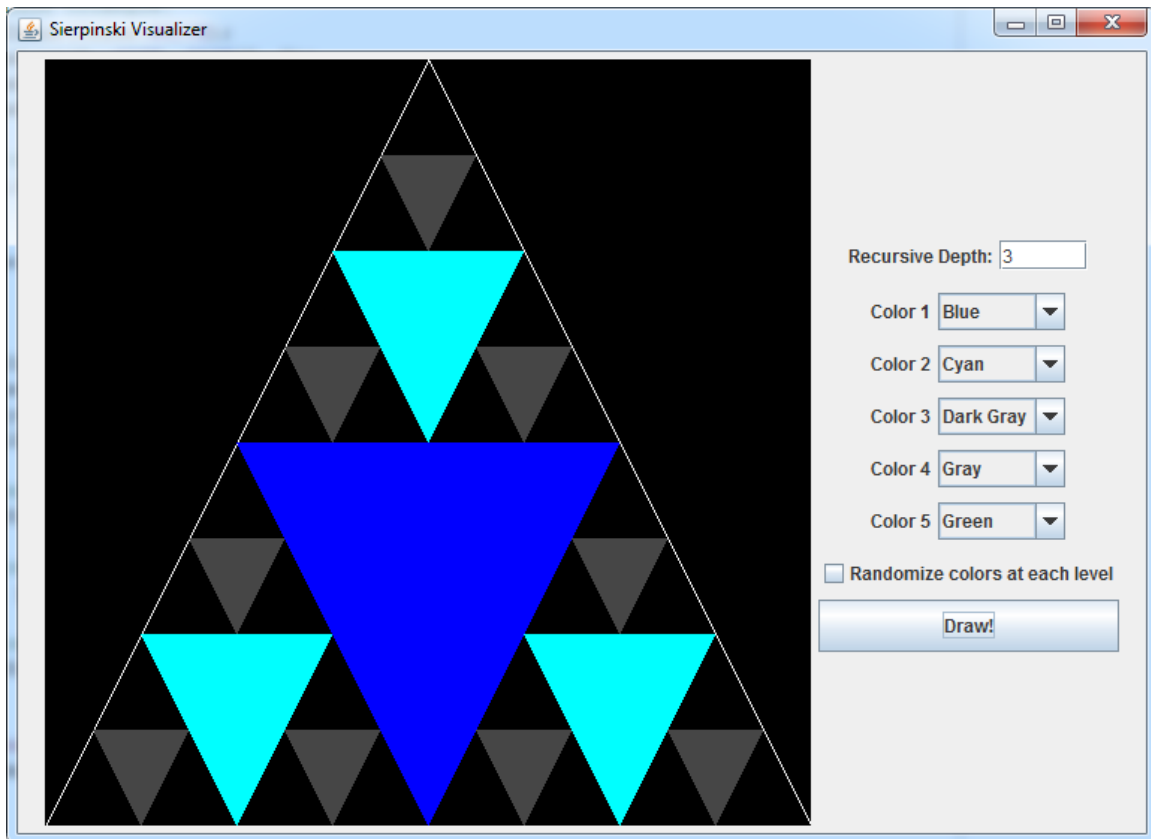 Sierpinski Visualizer
Recursive Depth: 3
Color 1 Blue
Color 2 Cyan
Color 3 Dark Gray
Color 4 Gray
Color 5 Green
Randomize colors at each level
Draw!